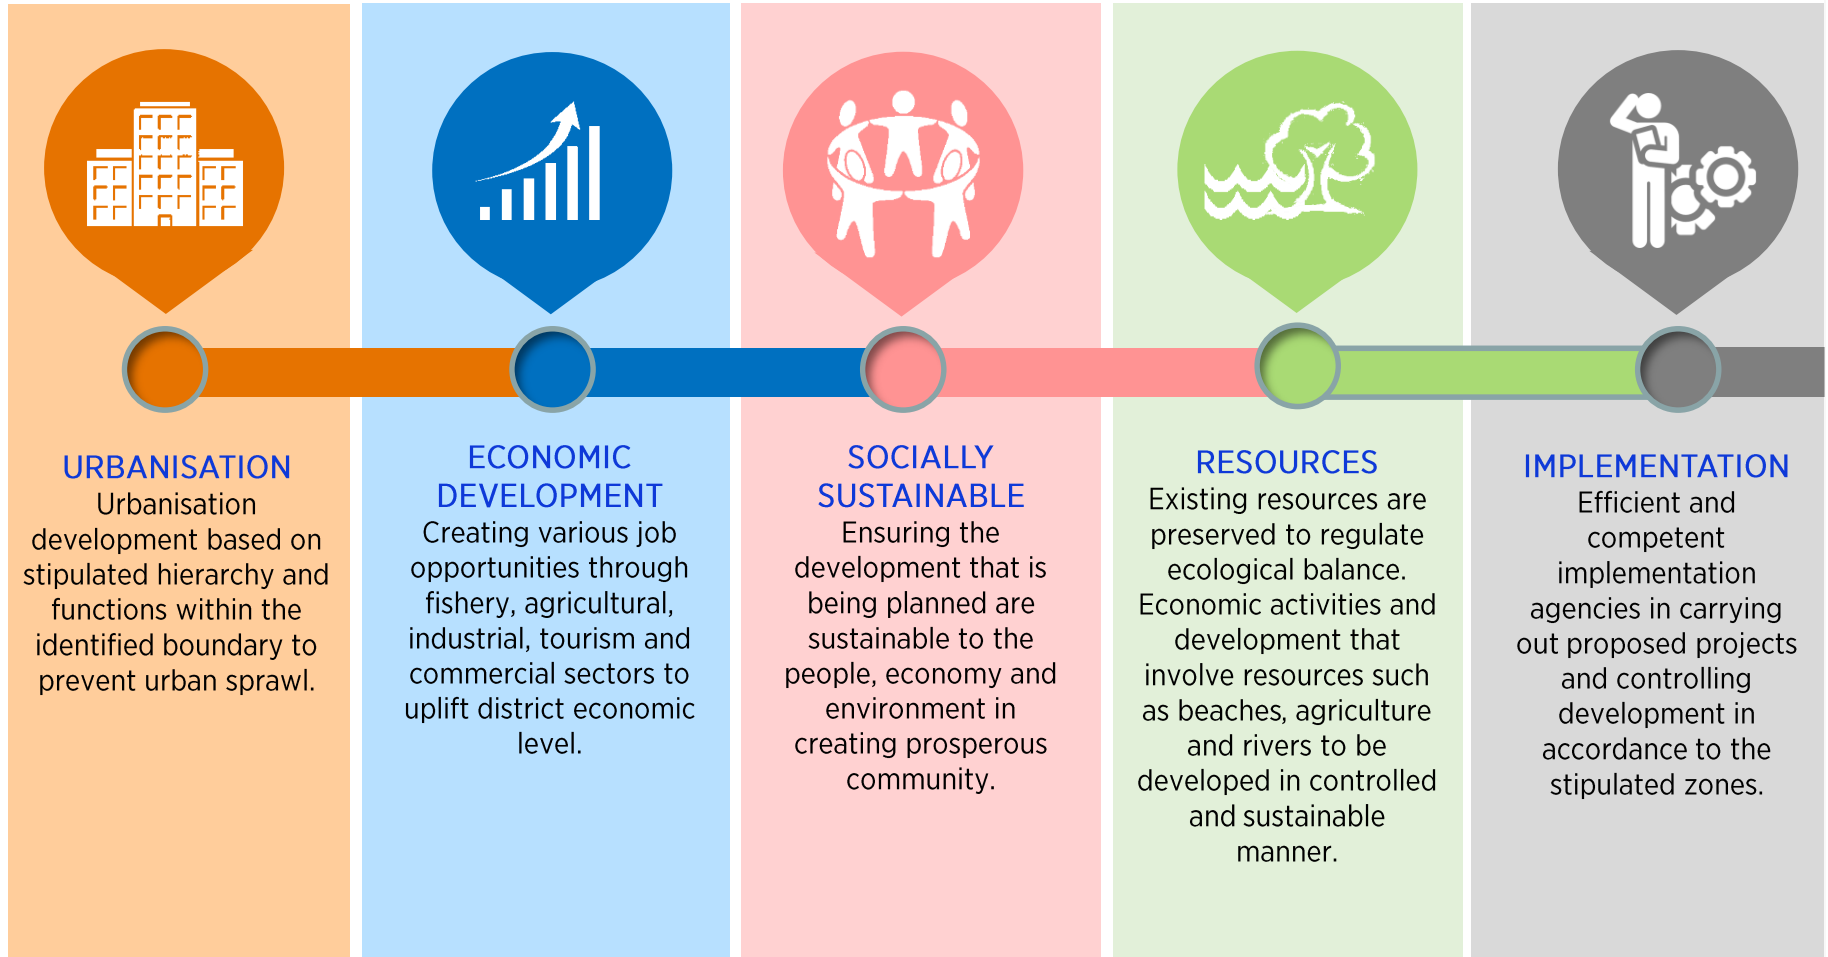 URBANISATION
Urbanisation
development based on
stipulated hierarchy and
functions within the
identified boundary to
prevent urban sprawl.
ECONOMIC
DEVELOPMENT
Creating various job
opportunities through
fishery, agricultural,
industrial, tourism and
commercial sectors to
uplift district economic
level.
SOCIALLY
SUSTAINABLE
Ensuring the
development that is
being planned are
sustainable to the
people, economy and
environment in
creating prosperous
community.
RESOURCES
Existing resources are
preserved to regulate
ecological balance.
Economic activities and
development that
involve resources such
as beaches, agriculture
and rivers to be
developed in controlled
and sustainable
manner.
IMPLEMENTATION
Efficient and
competent
implementation
agencies in carrying
out proposed projects
and controlling
development in
accordance to the
stipulated zones.